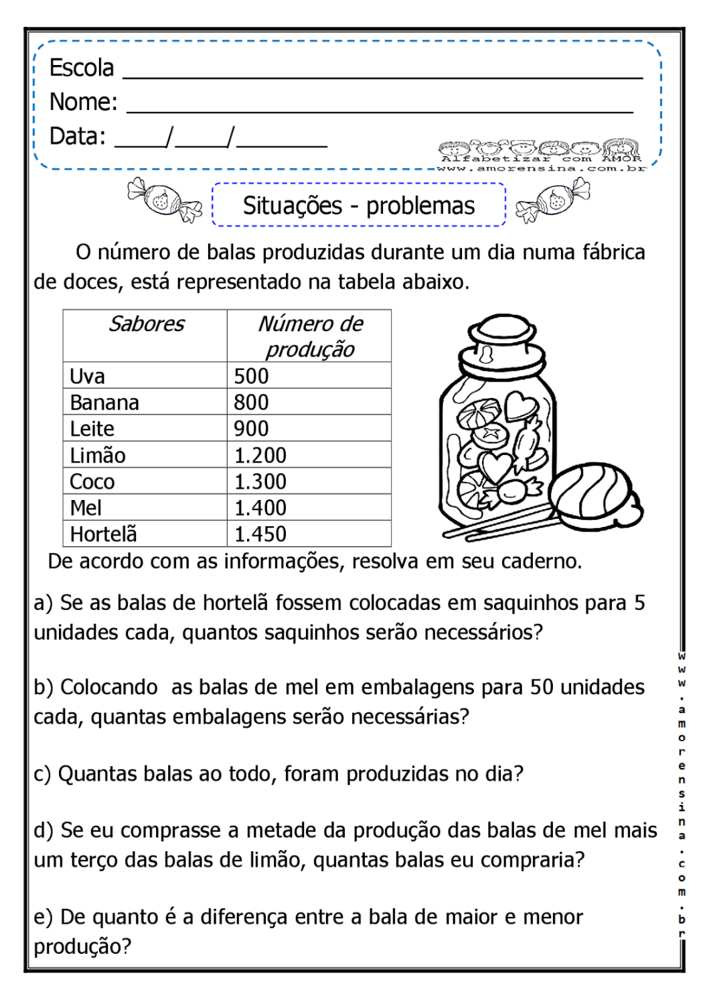 Escola
Nome:
Data: ____/____/_______
Alfabetizar com AMOR
www.amorensina.com.br
Situações - problemas
O número de balas produzidas durante um dia numa fábrica
de doces, está representado na tabela abaixo.
Sabores Número de
produção
Uva 500
Banana 800
Leite 900
Limão 1.200
Coco 1.300
Mel 1.400
Hortelã 1.450
De acordo com as informações, resolva em seu caderno.
a) Se as balas de hortelã fossem colocadas em saquinhos para 5
unidades cada, quantos saquinhos serão necessários?
b) Colocando as balas de mel em embalagens para 50 unidades
cada, quantas embalagens serão necessárias?
c) Quantas balas ao todo, foram produzidas no dia?
d) Se eu comprasse a metade da produção das balas de mel mais
um terço das balas de limão, quantas balas eu compraria?
e) De quanto é a diferença entre a bala de maior e menor
produção?
www.amorensina.com.br